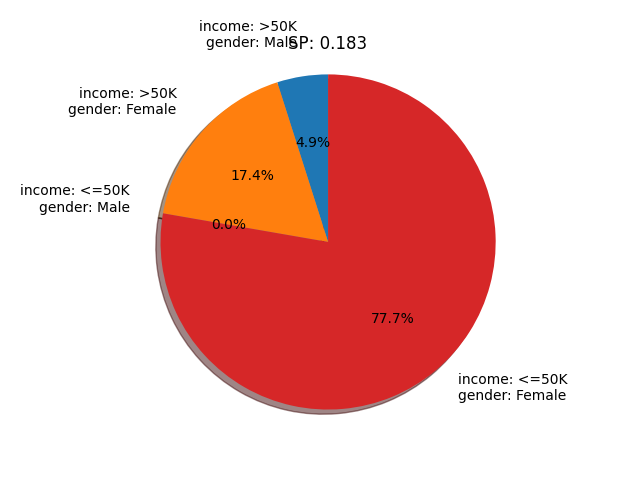 income: >50K
gender: Male
SP: 0.183
income: >50K
gender: Female
4.9%
17.4%
income: <=50K
gender: Male
0.0%
77.7%
income: <=50K
gender: Female